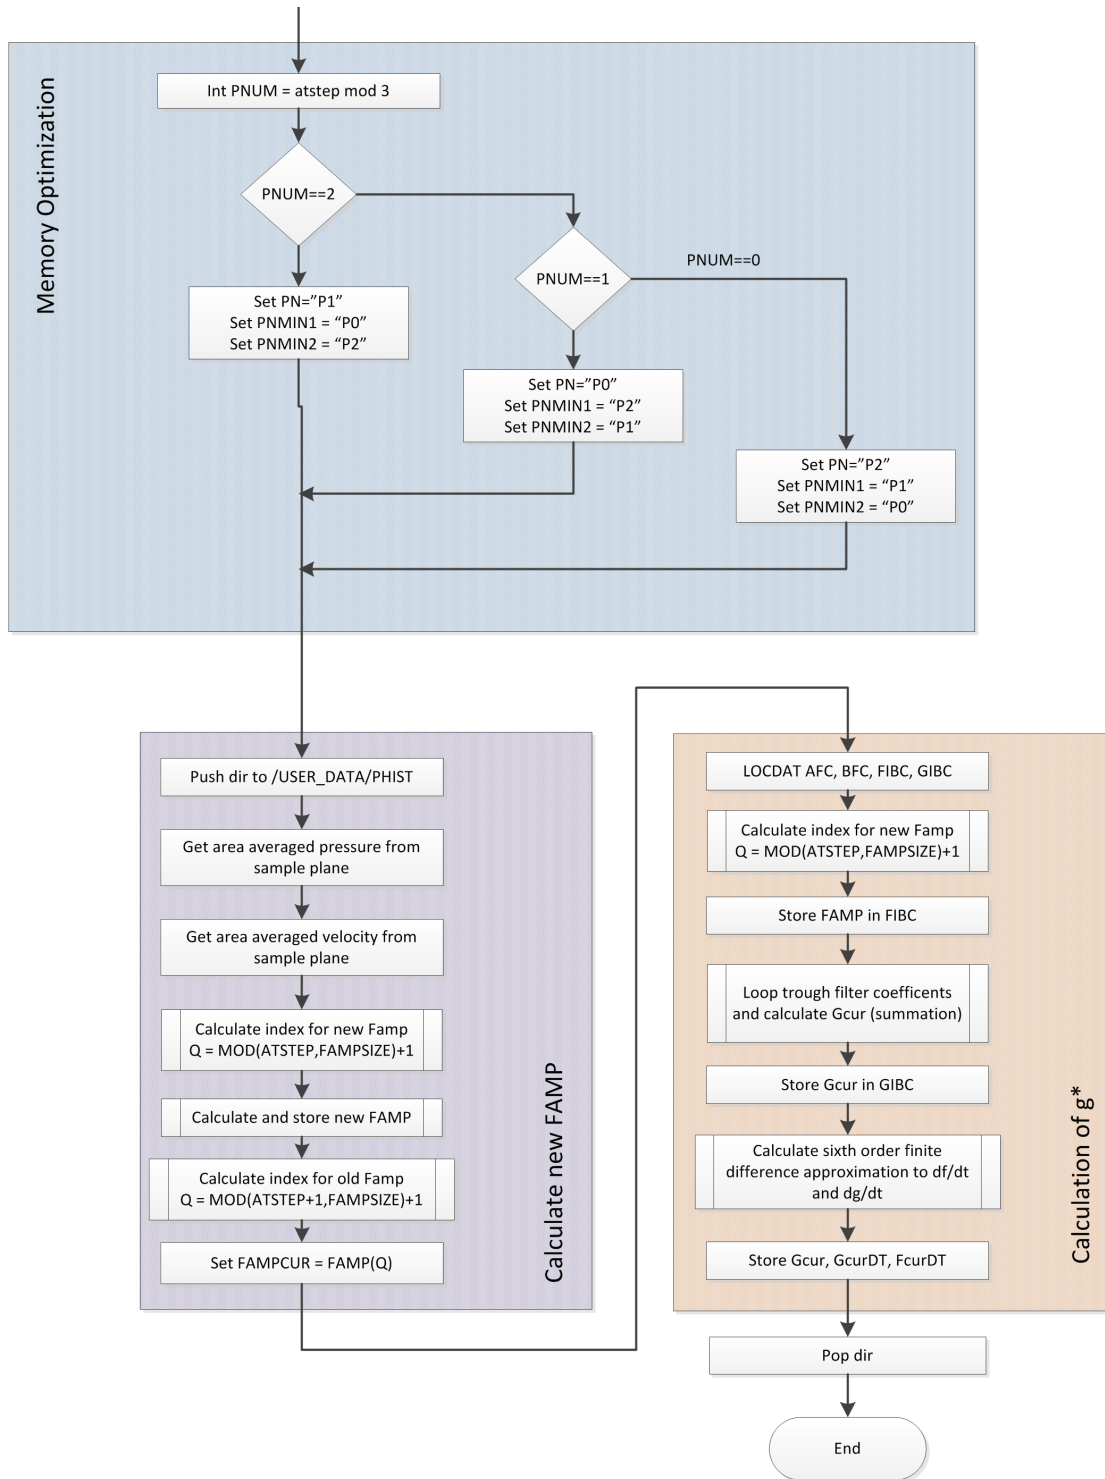 Memory Optimization
Int PNUM = atstep mod 3
PNUM==2
PNUM==1
PNUM==0
Set PN=”P1”
Set PNMIN1 = “P0”
Set PNMIN2 = “P2”
Set PN=”P0”
Set PNMIN1 = “P2”
Set PNMIN2 = “P1”
Set PN=”P2”
Set PNMIN1 = “P1”
Set PNMIN2 = “P0”
Calculate new FAMP
Push dir to /USER_DATA/PHIST
Get area averaged pressure from
sample plane
Get area averaged velocity from
sample plane
Calculate index for new Famp
Q = MOD(ATSTEP,FAMPSIZE)+1
Calculate and store new FAMP
Calculate index for old Famp
Q = MOD(ATSTEP+1,FAMPSIZE)+1
Set FAMPCUR = FAMP(Q)
Calculation of g*
LOCDAT AFC, BFC, FIBC, GIBC
Calculate index for new Famp
Q = MOD(ATSTEP,FAMPSIZE)+1
Store FAMP in FIBC
Loop trough filter coefficents
and calculate Gcur (summation)
Store Gcur in GIBC
Calculate sixth order finite
difference approximation to df/dt
and dg/dt
Store Gcur, GcurDT, FcurDT
Pop dir
End